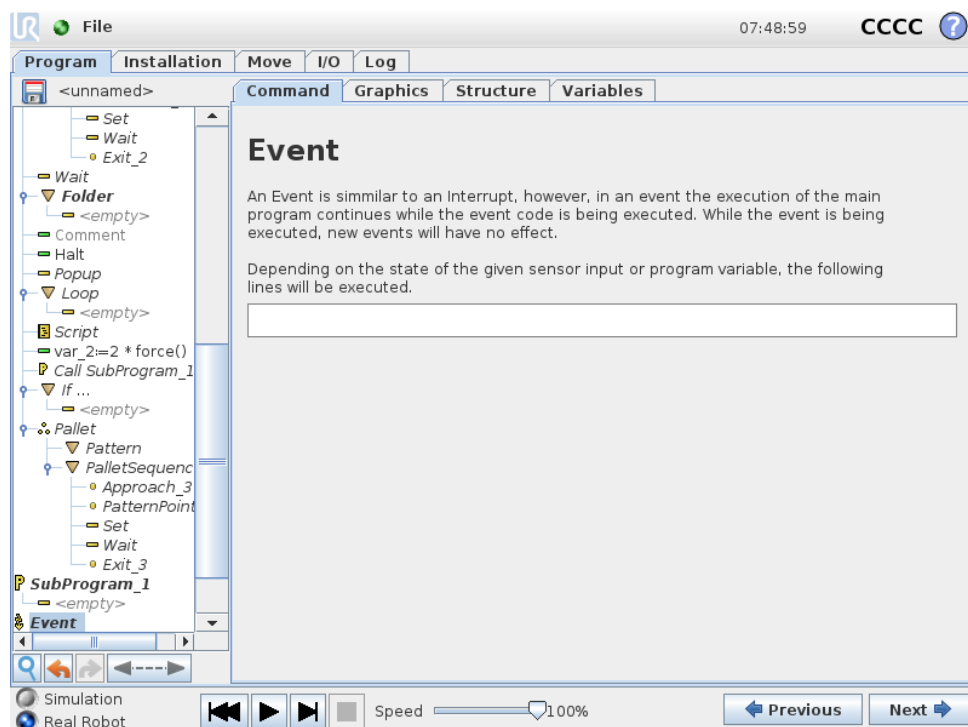 UR File 07:48:59 CCCC ?
Program Installation Move I/O Log
<unnamed>
Command Graphics Structure Variables
Set
Wait
Exit_2
Wait
Folder
<empty>
Comment
Halt
Popup
Loop
<empty>
Script
var_2:=2 * force()
Call SubProgram_1
If ...
<empty>
Pallet
Pattern
PalletSequenc
Approach_3
PatternPoint
Set
Wait
Exit_3
P SubProgram_1
<empty>
Event
Event
An Event is simmilar to an Interrupt, however, in an event the execution of the main
program continues while the event code is being executed. While the event is being
executed, new events will have no effect.
Depending on the state of the given sensor input or program variable, the following
lines will be executed.
Simulation
Real Robot
Speed 100%
Previous Next